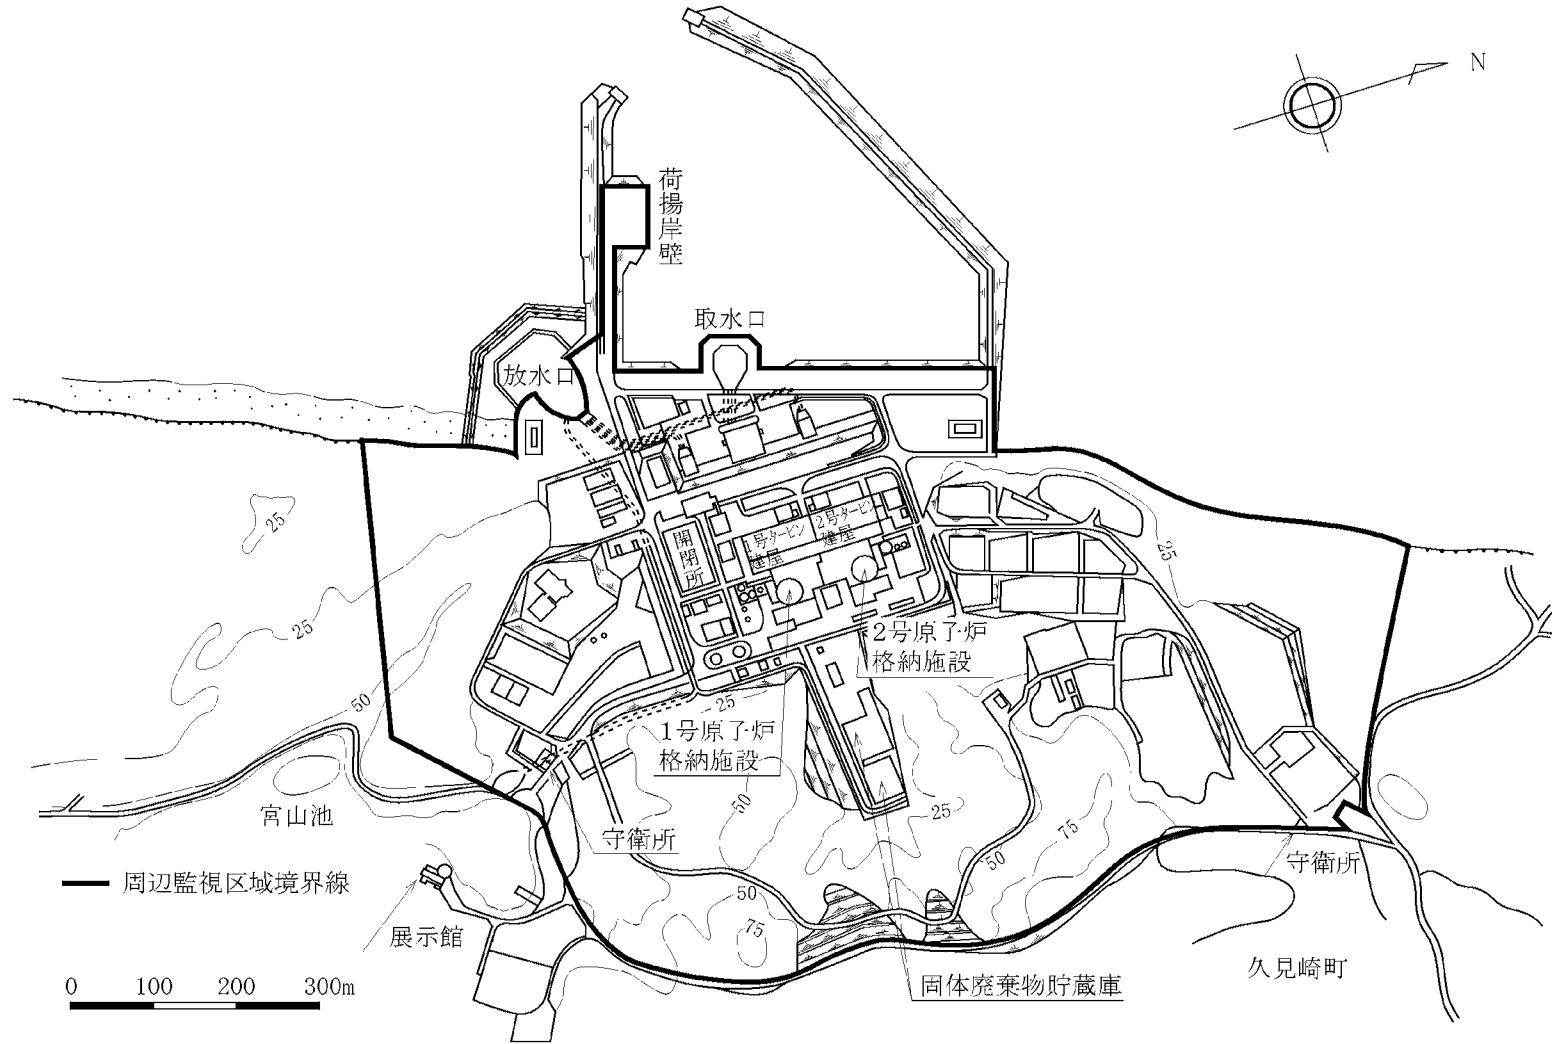 N
荷揚岸壁
取水口
放水口
25
開閉所
1号タービン
建屋
2号タービン
建屋
25
25
50
25
2号原子炉
格納施設
1号原子炉
格納施設
50
25
75
50
50
75
宮山池
守衛所
守衛所
周辺監視区域境界線
展示館
久見崎町
固体廃棄物貯蔵庫
0 100 200 300m